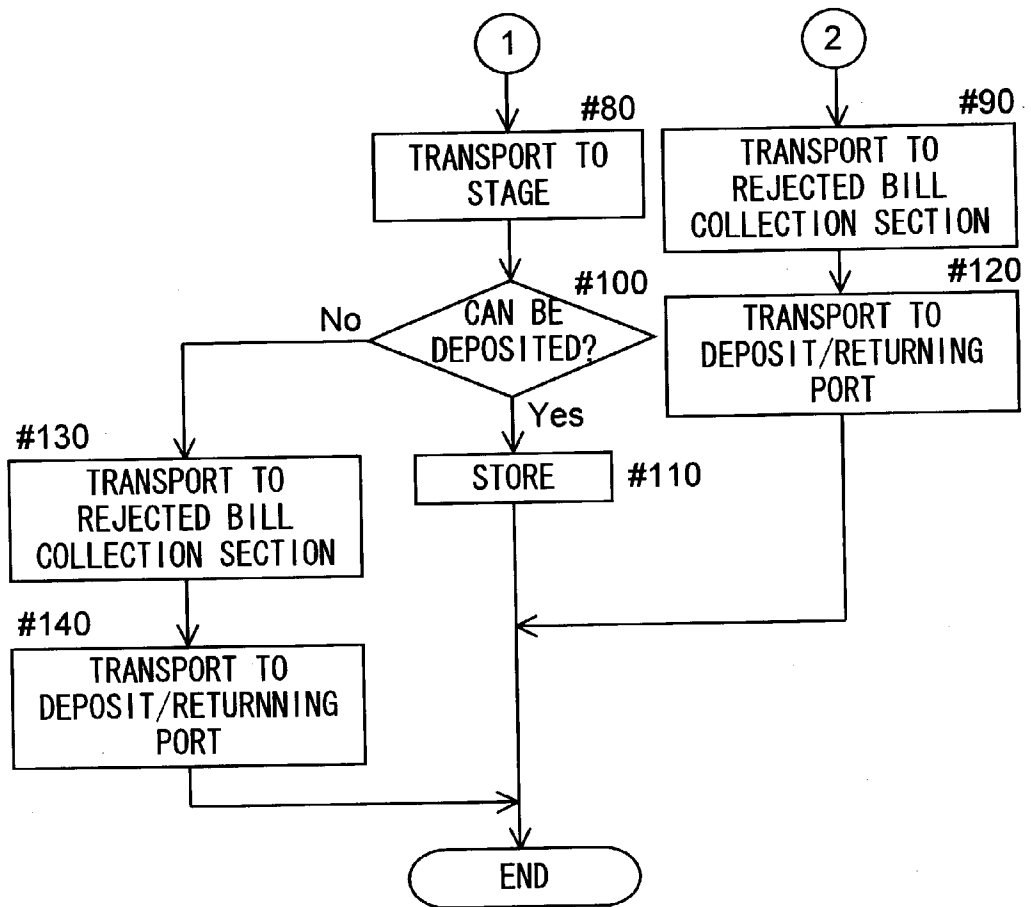 1
2
#80
TRANSPORT TO
STAGE
#90
TRANSPORT TO
REJECTED BILL
COLLECTION SECTION
#100
CAN BE
DEPOSITED?
No
Yes
#120
TRANSPORT TO
DEPOSIT/RETURNING
PORT
#130
TRANSPORT TO
REJECTED BILL
COLLECTION SECTION
STORE
#110
#140
TRANSPORT TO
DEPOSIT/RETURNNING
PORT
END